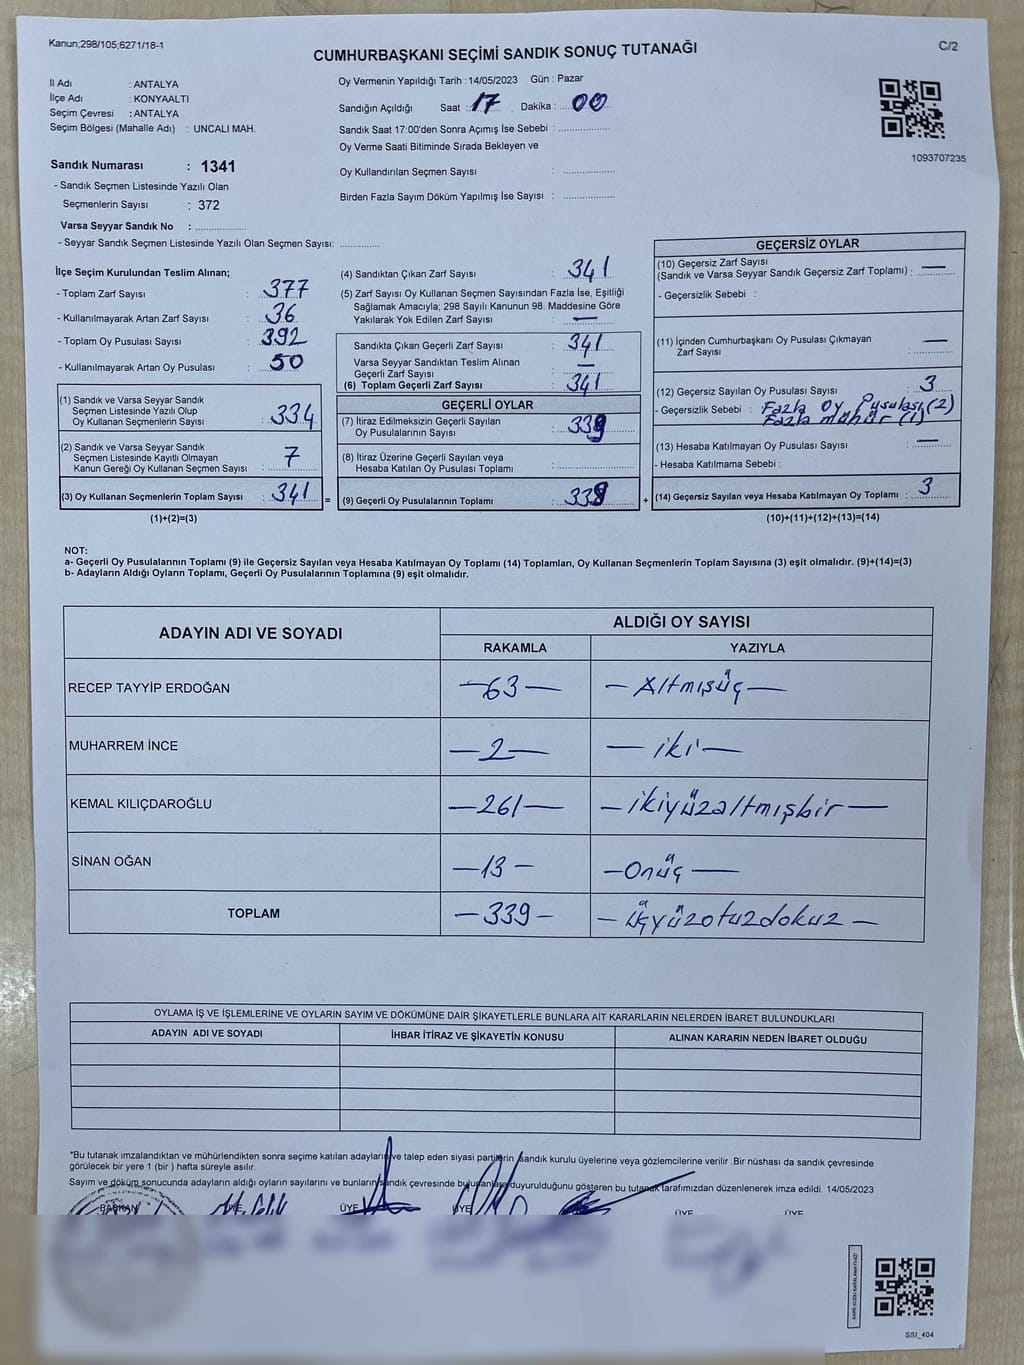 Kanun;298/105;6271/18-1
C/2
CUMHURBAŞKANI SEÇİMİ SANDIK SONUÇ TUTANAĞI
İl Adı : ANTALYA
İlçe Adı : KONYAALTI
Seçim Çevresi : ANTALYA
Seçim Bölgesi (Mahalle Adı) : UNCALI MAH.
Sandık Numarası : 1341
- Sandık Seçmen Listesinde Yazılı Olan
Seçmenlerin Sayısı : 372
Varsa Seyyar Sandık No : ..................
- Seyyar Sandık Seçmen Listesinde Yazılı Olan Seçmen Sayısı: ..............
Oy Vermenin Yapıldığı Tarih : 14/05/2023 Gün : Pazar
Sandığın Açıldığı Saat : 17 Dakika : 00
Sandık Saat 17:00'den Sonra Açımış İse Sebebi : ..................
Oy Verme Saati Bitiminde Sırada Bekleyen ve
Oy Kullandırılan Seçmen Sayısı : ..................
Birden Fazla Sayım Döküm Yapılmış İse Sayısı : ..................
1093707235
İlçe Seçim Kurulundan Teslim Alınan;
- Toplam Zarf Sayısı : 377
- Kullanılmayarak Artan Zarf Sayısı : 36
- Toplam Oy Pusulası Sayısı : 392
- Kullanılmayarak Artan Oy Pusulası : 50
(1) Sandık ve Varsa Seyyar Sandık
Seçmen Listesinde Yazılı Olup
Oy Kullanan Seçmenlerin Sayısı : 334
(2) Sandık ve Varsa Seyyar Sandık
Seçmen Listesinde Kayıtlı Olmayan
Kanun Gereği Oy Kullanan Seçmen Sayısı : 7
(3) Oy Kullanan Seçmenlerin Toplam Sayısı : 341
(1)+(2)=(3)
(4) Sandıktan Çıkan Zarf Sayısı : 341
(5) Zarf Sayısı Oy Kullanan Seçmen Sayısından Fazla İse, Eşitliği
Sağlamak Amacıyla; 298 Sayılı Kanunun 98. Maddesine Göre
Yakılarak Yok Edilen Zarf Sayısı : —
Sandıkta Çıkan Geçerli Zarf Sayısı : 341
Varsa Seyyar Sandıktan Teslim Alınan
Geçerli Zarf Sayısı : —
(6) Toplam Geçerli Zarf Sayısı : 341
GEÇERLİ OYLAR
(7) İtiraz Edilmeksizin Geçerli Sayılan
Oy Pusulalarının Sayısı : 339
(8) İtiraz Üzerine Geçerli Sayılan veya
Hesaba Katılan Oy Pusulası Toplamı : ..................
= (9) Geçerli Oy Pusulalarının Toplamı : 338 +
GEÇERSİZ OYLAR
(10) Geçersiz Zarf Sayısı
(Sandık ve Varsa Seyyar Sandık Geçersiz Zarf Toplamı) : —
- Geçersizlik Sebebi :
(11) İçinden Cumhurbaşkanı Oy Pusulası Çıkmayan
Zarf Sayısı : —
(12) Geçersiz Sayılan Oy Pusulası Sayısı : 3
- Geçersizlik Sebebi : Fazla Oy Pusulası (2)
Fazla mühür (1)
(13) Hesaba Katılmayan Oy Pusulası Sayısı : —
- Hesaba Katılmama Sebebi :
(14) Geçersiz Sayılan veya Hesaba Katılmayan Oy Toplamı : 3
(10)+(11)+(12)+(13)=(14)
NOT:
a- Geçerli Oy Pusulalarının Toplamı (9) ile Geçersiz Sayılan veya Hesaba Katılmayan Oy Toplamı (14) Toplamları, Oy Kullanan Seçmenlerin Toplam Sayısına (3) eşit olmalıdır. (9)+(14)=(3)
b- Adayların Aldığı Oyların Toplamı, Geçerli Oy Pusulalarının Toplamına (9) eşit olmalıdır.
ADAYIN ADI VE SOYADI
ALDIĞI OY SAYISI
RAKAMLA YAZIYLA
RECEP TAYYİP ERDOĞAN —63— — Altmışüç —
MUHARREM İNCE —2— — iki —
KEMAL KILIÇDAROĞLU —261— — ikiyüzaltmışbir —
SİNAN OĞAN —13— — Onüç —
TOPLAM —339— — üçyüzotuzdokuz —
OYLAMA İŞ VE İŞLEMLERİNE VE OYLARIN SAYIM VE DÖKÜMÜNE DAİR ŞİKAYETLERLE BUNLARA AİT KARARLARIN NELERDEN İBARET BULUNDUKLARI
ADAYIN ADI VE SOYADI İHBAR İTİRAZ VE ŞİKAYETİN KONUSU ALINAN KARARIN NEDEN İBARET OLDUĞU
*Bu tutanak imzalandıktan ve mühürlendikten sonra seçime katılan adayların ve talep eden siyasi partilerin sandık kurulu üyelerine veya gözlemcilerine verilir .Bir nüshası da sandık çevresinde
görülecek bir yere 1 (bir ) hafta süreyle asılır.
Sayım ve döküm sonucunda adayların aldığı oyların sayılarını ve bunların sandık çevresinde duyurulduğunu gösteren bu tutanak tarafımızdan düzenlenerek imza edildi. 14/05/2023
BAŞKAN ÜYE ÜYE ÜYE ÜYE ÜYE
SSI_404